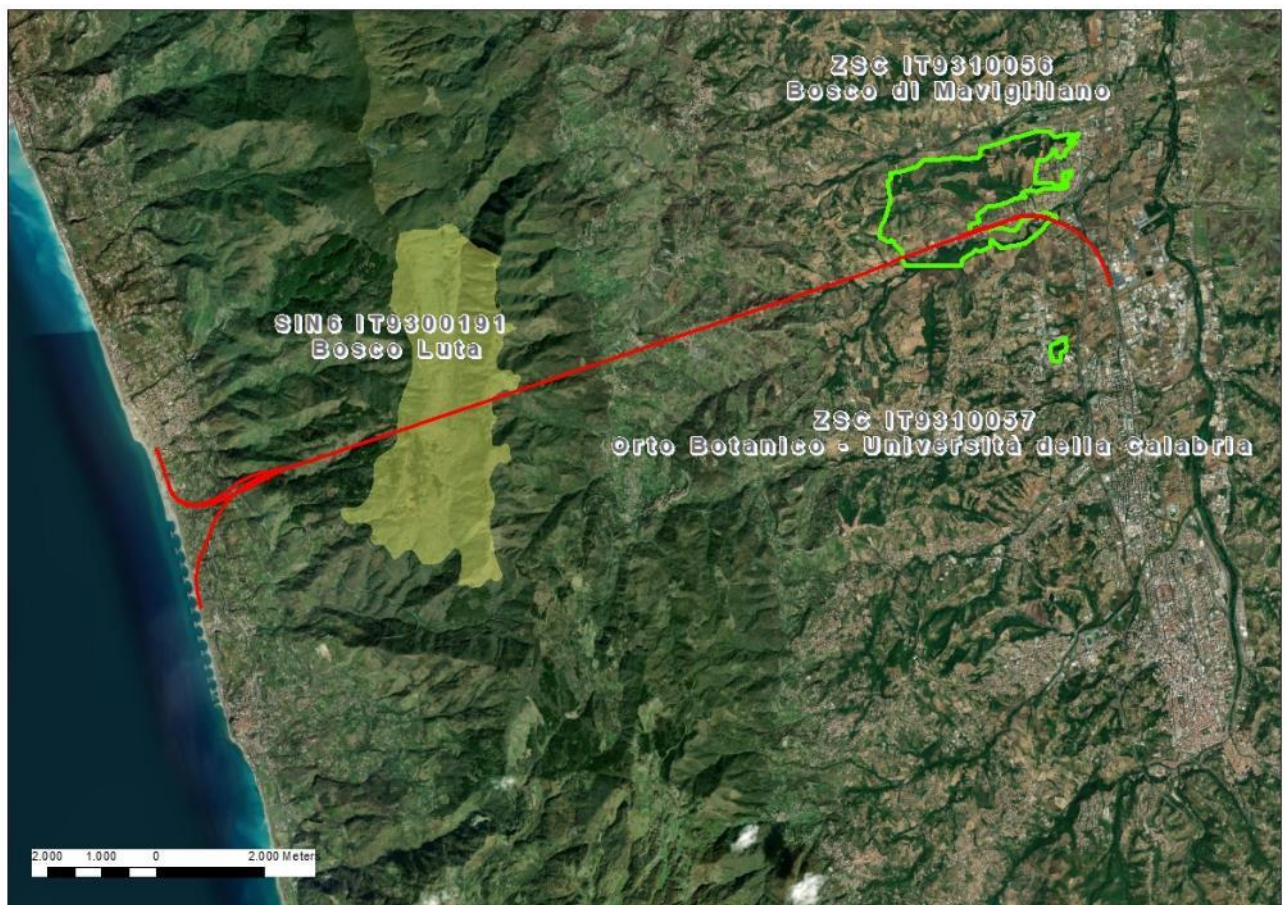 ZSC IT9310056
Bosco di Mavigliano
SIN6 IT9300191
Bosco Luta
ZSC IT9310057
Orto Botanico - Università della Calabria
2.000 1.000 0 2.000 Meters